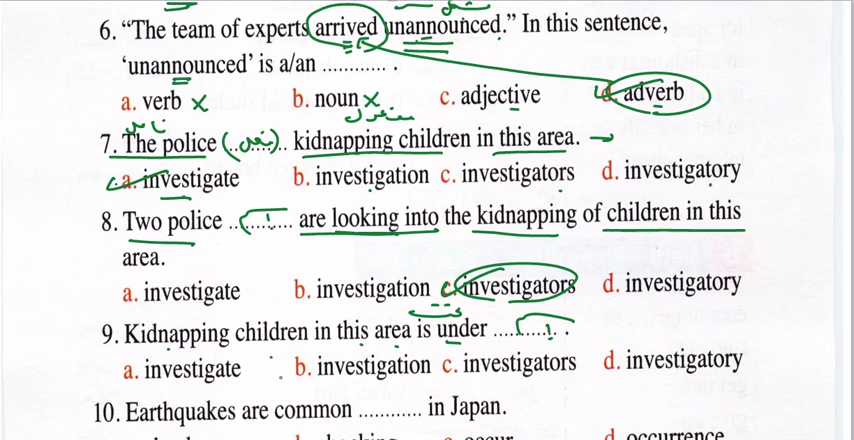 6. “The team of experts arrived unannounced.” In this sentence,
‘unannounced’ is a/an ............ .
a. verb x b. noun x c. adjective d. adverb
7. The police (..فعل..).. kidnapping children in this area.
a. investigate b. investigation c. investigators d. investigatory
8. Two police ............ are looking into the kidnapping of children in this
area.
a. investigate b. investigation c. investigators d. investigatory
9. Kidnapping children in this area is under ............ .
a. investigate b. investigation c. investigators d. investigatory
10. Earthquakes are common ............ in Japan.
occur d. occurrence